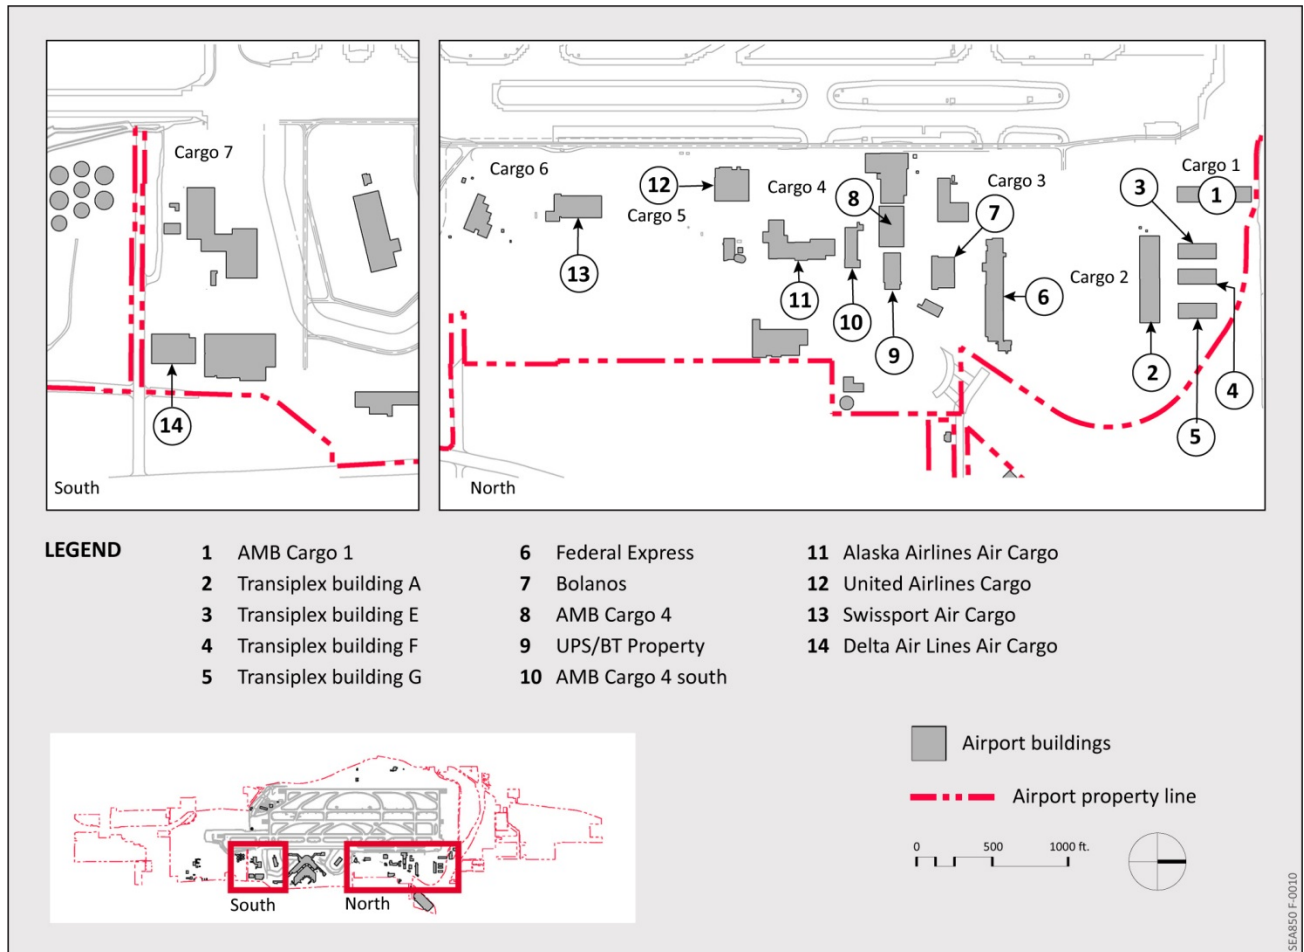 Cargo 7
14
South
Cargo 6
13
Cargo 5
12
11
Cargo 4
8
10
9
Cargo 3
7
6
Cargo 2
2
3
Cargo 1
1
4
5
North
LEGEND
1 AMB Cargo 1
2 Transiplex building A
3 Transiplex building E
4 Transiplex building F
5 Transiplex building G
6 Federal Express
7 Bolanos
8 AMB Cargo 4
9 UPS/BT Property
10 AMB Cargo 4 south
11 Alaska Airlines Air Cargo
12 United Airlines Cargo
13 Swissport Air Cargo
14 Delta Air Lines Air Cargo
South
North
Airport buildings
Airport property line
0 500 1000 ft.
SEA850 F-0010